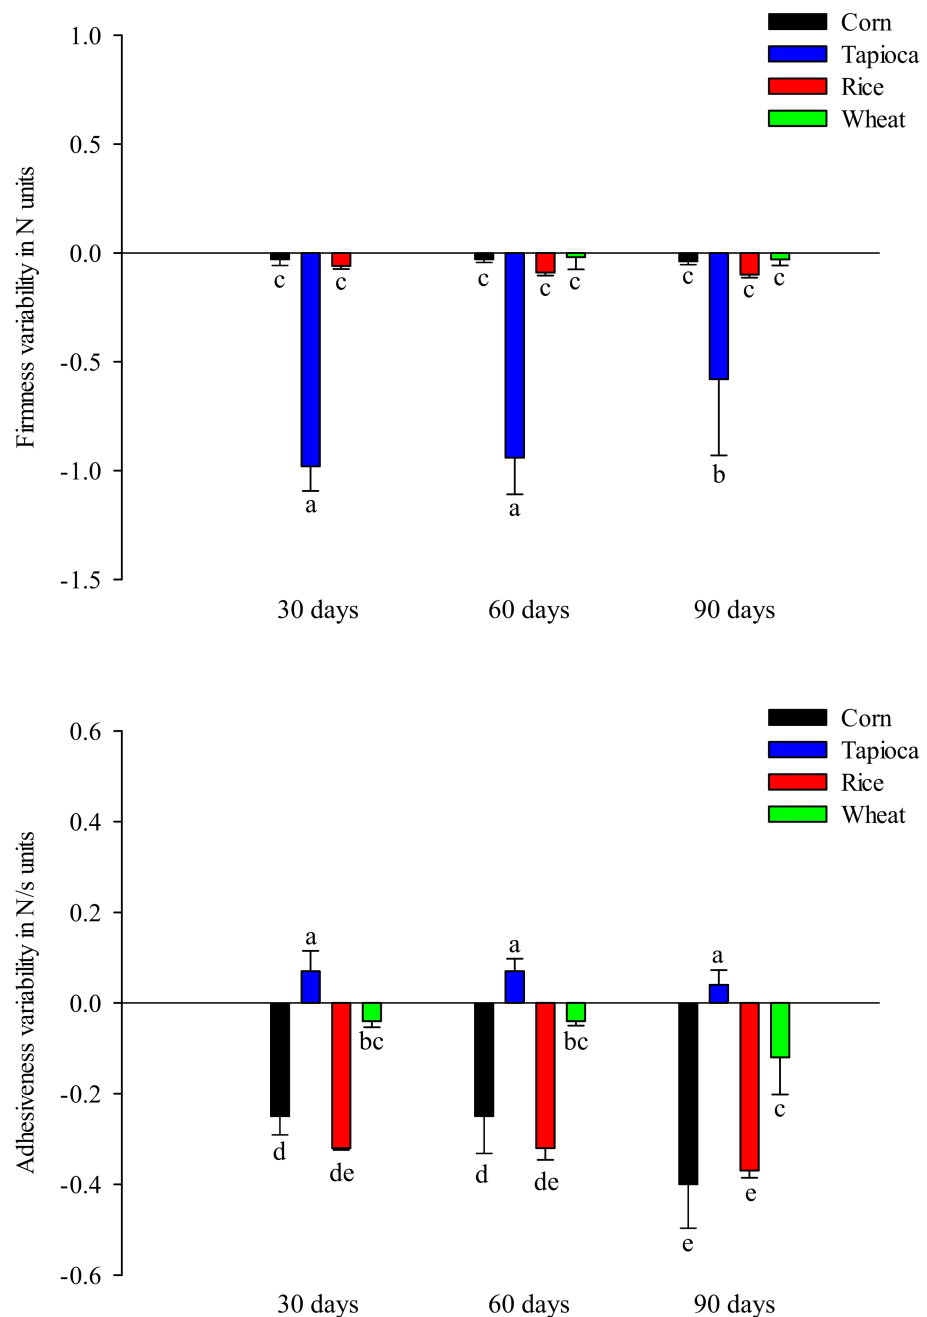 Corn
Tapioca
Rice
Wheat
Firmness variability in N units
1.0
0.5
0.0
-0.5
-1.0
-1.5
c
a
c
c
a
c
c
c
b
c
c
30 days
60 days
90 days
Corn
Tapioca
Rice
Wheat
Adhesiveness variability in N/s units
0.6
0.4
0.2
0.0
-0.2
-0.4
-0.6
d
a
de
bc
d
a
de
bc
e
a
e
c
30 days
60 days
90 days